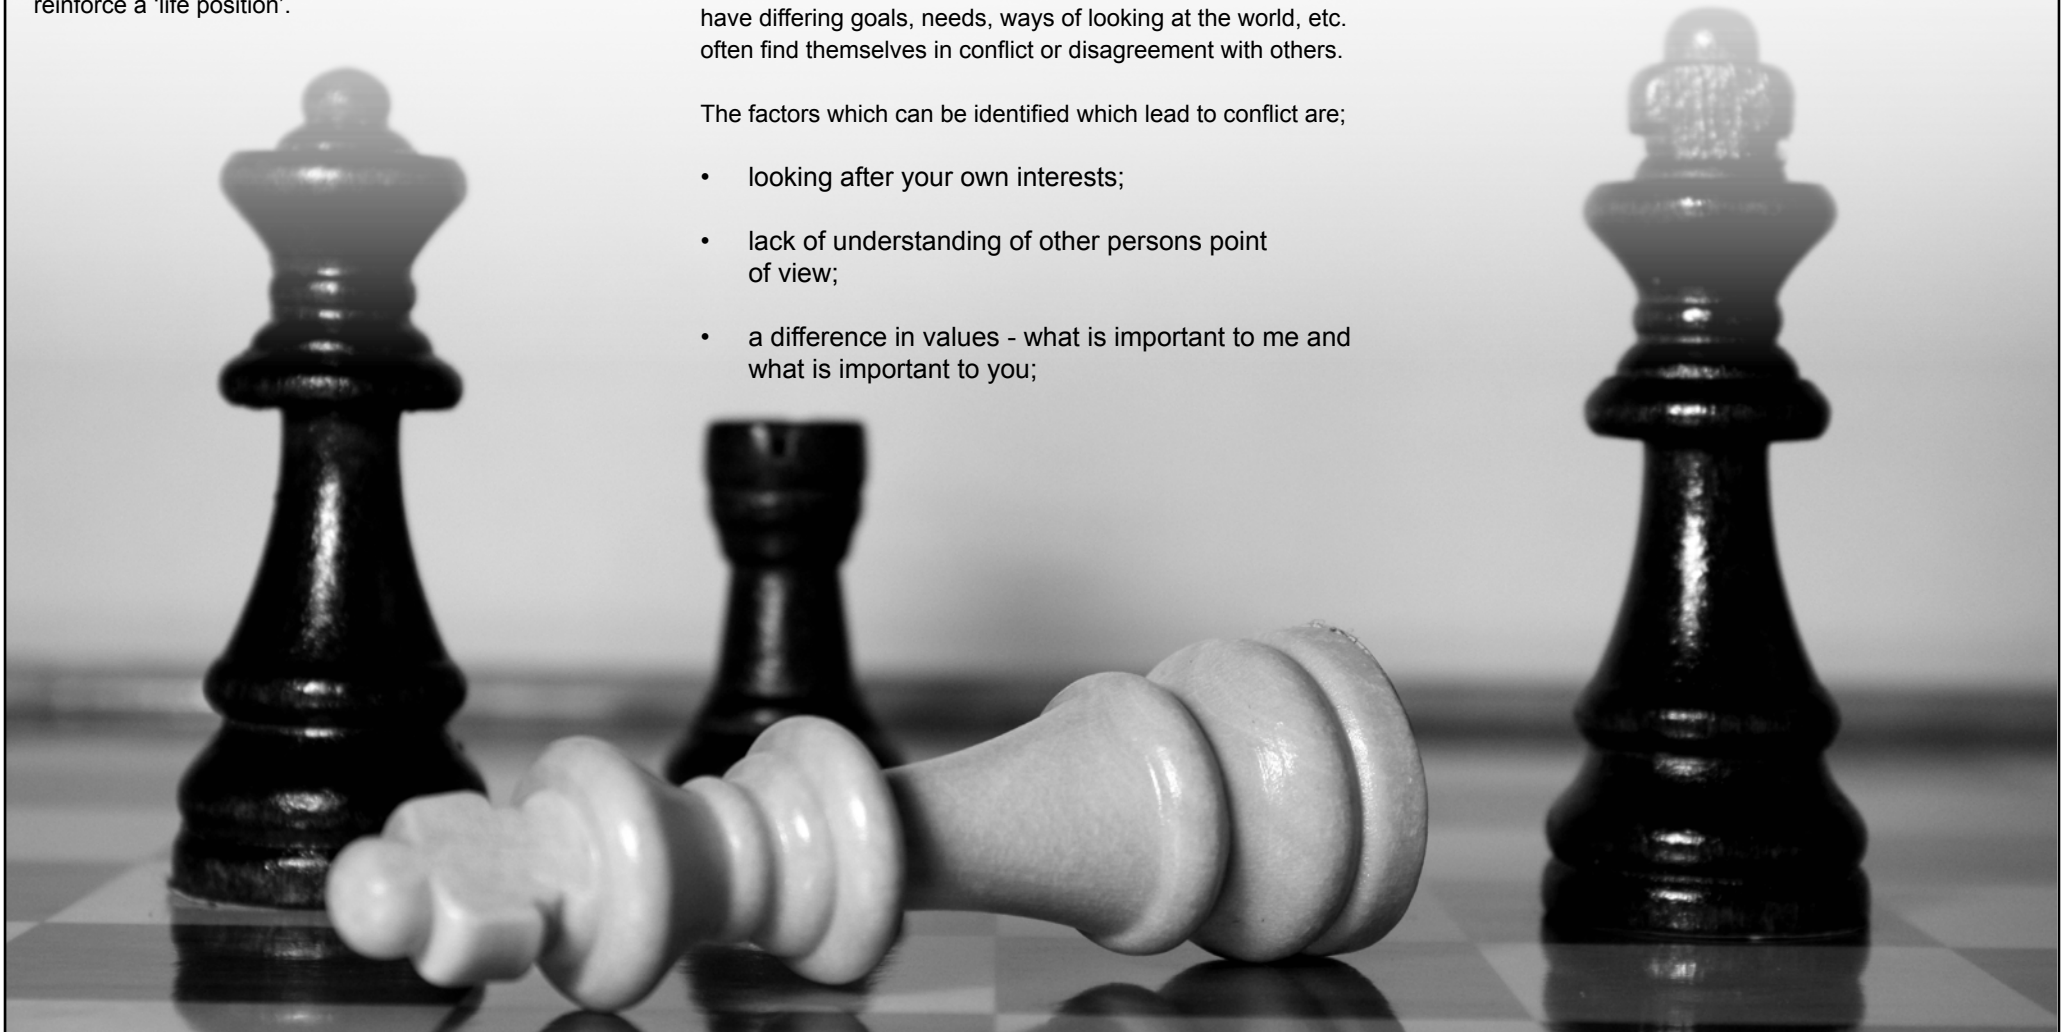 reinforce a ‘life position’.
have differing goals, needs, ways of looking at the world, etc.
often find themselves in conflict or disagreement with others.
The factors which can be identified which lead to conflict are;
• looking after your own interests;
• lack of understanding of other persons point
of view;
• a difference in values - what is important to me and
what is important to you;